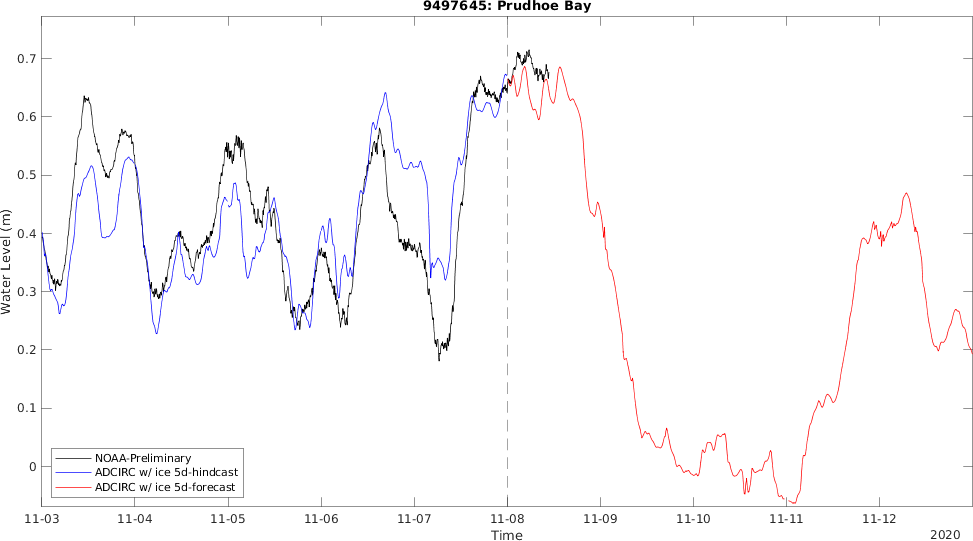 9497645: Prudhoe Bay
Water Level (m)
0.7
0.6
0.5
0.4
0.3
0.2
0.1
0
NOAA-Preliminary
ADCIRC w/ ice 5d-hindcast
ADCIRC w/ ice 5d-forecast
11-03 11-04 11-05 11-06 11-07 11-08 11-09 11-10 11-11 11-12
Time
2020